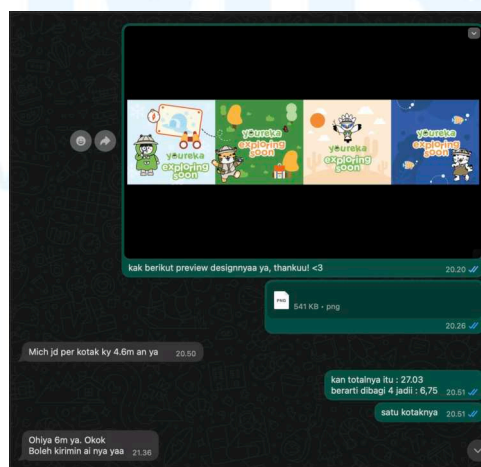 youreka
exploring
soon
youreka
exploring
soon
youreka
exploring
soon
youreka
exploring
soon
kak berikut preview designnyaa ya, thankuu! <3
20.20
PNG
541 KB • png
20.26
Mich jd per kotak ky 4.6m an ya
20.50
kan totalnya itu : 27.03
berarti dibagi 4 jadii : 6,75
20.51
satu kotaknya
20.51
Ohiya 6m ya. Okok
Boleh kirimin ai nya yaa
21.36